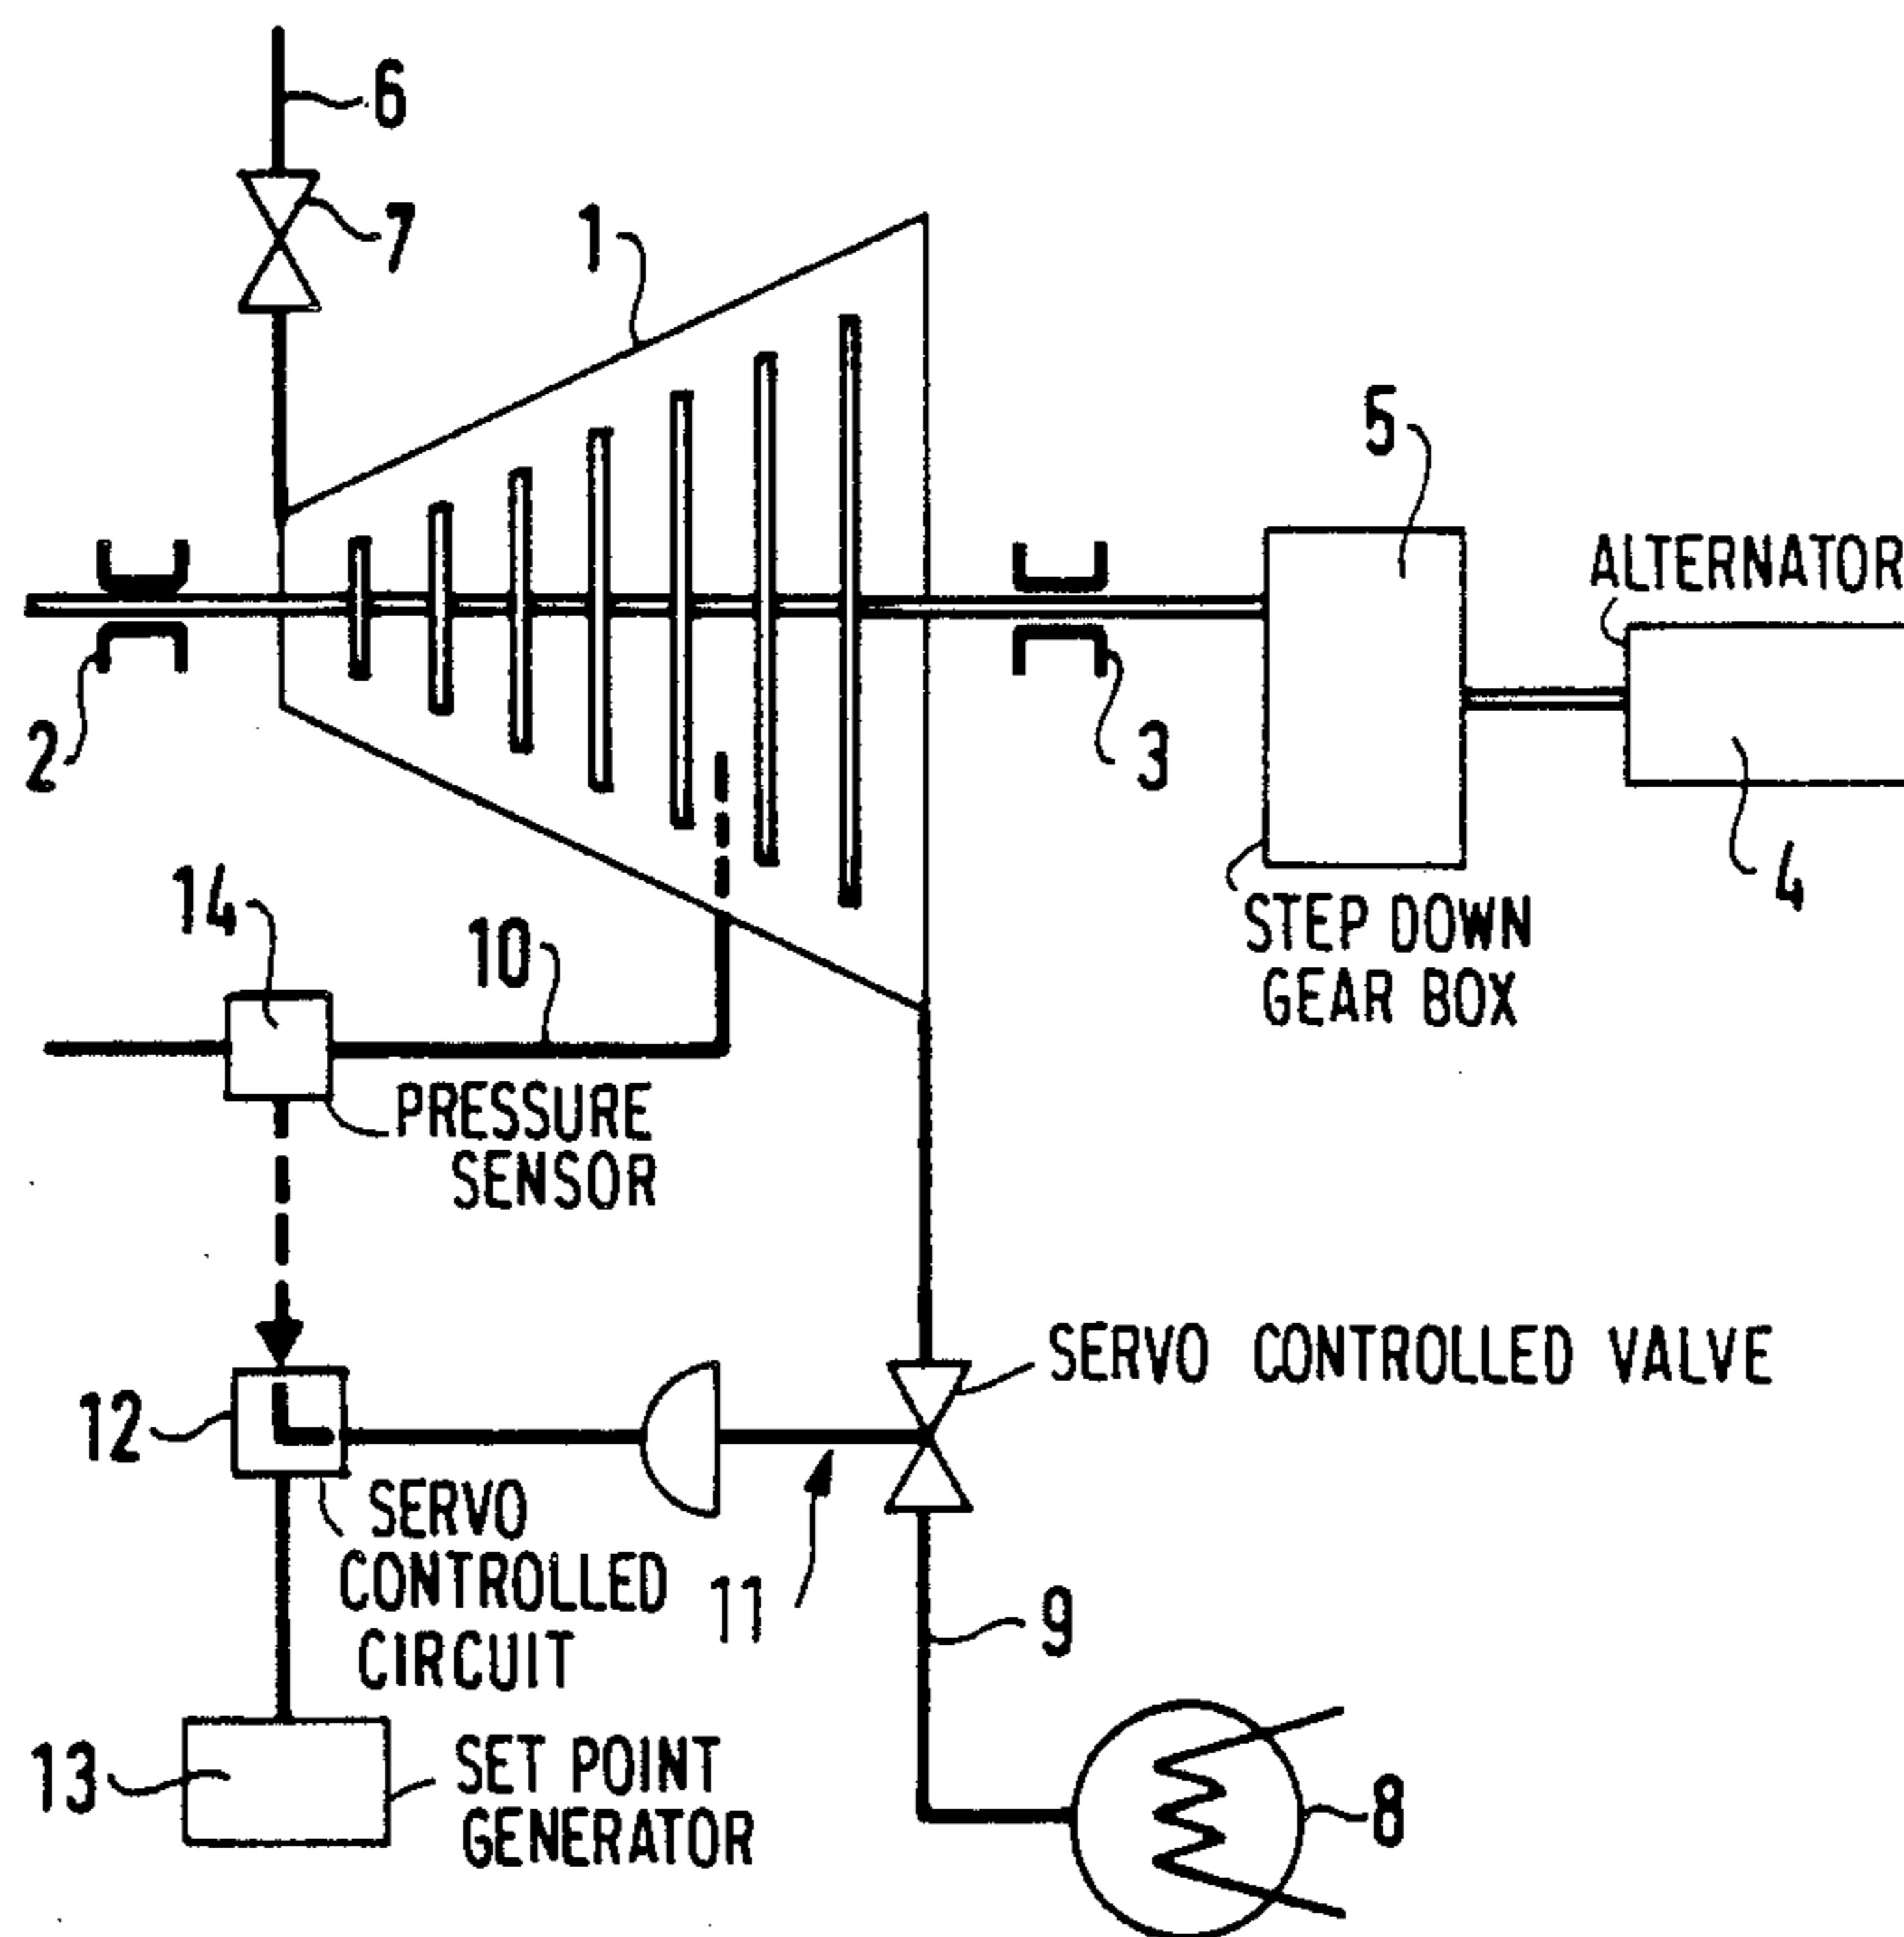 6
7
1
5
ALTERNATOR
2
3
4
STEP DOWN
GEAR BOX
14
10
PRESSURE
SENSOR
SERVO CONTROLLED VALVE
12
SERVO
CONTROLLED
CIRCUIT
11
9
13
SET POINT
GENERATOR
8